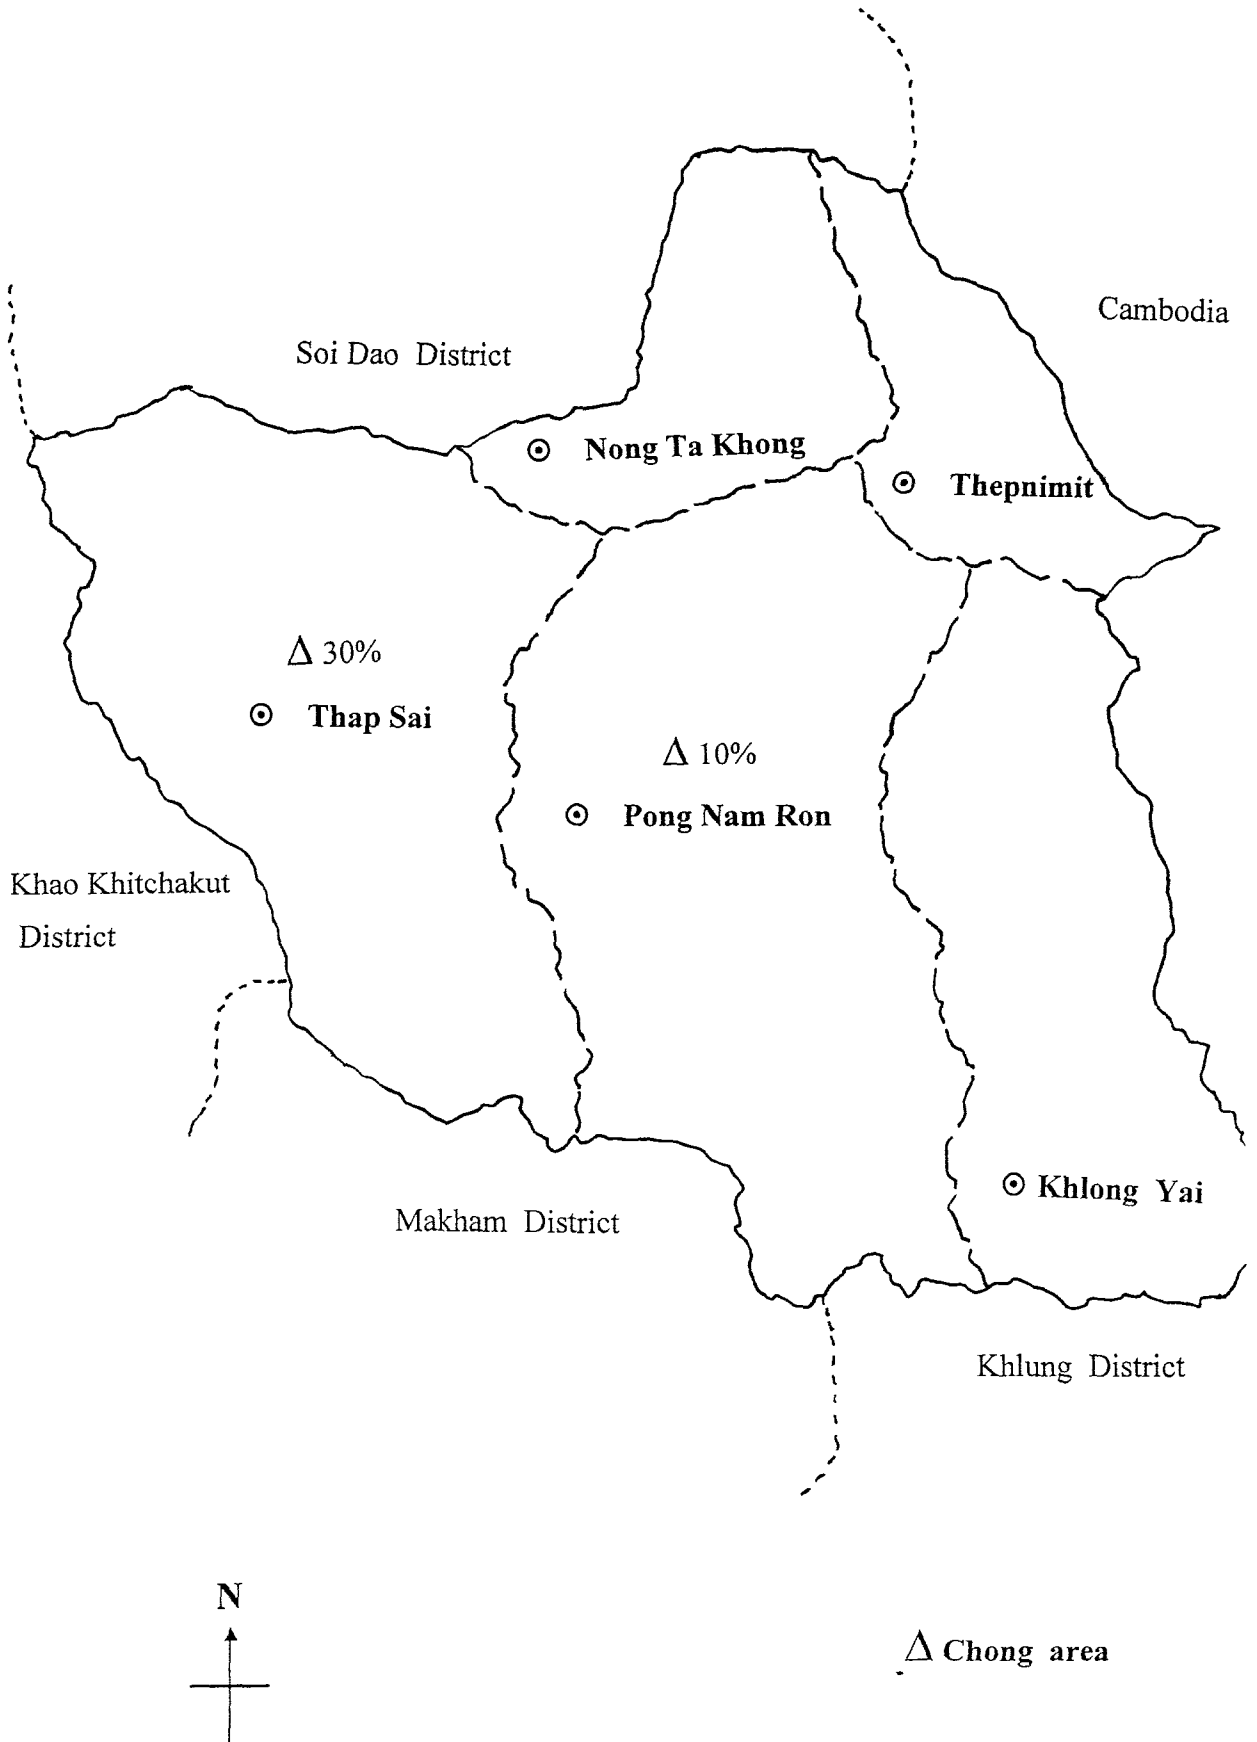 Cambodia
Soi Dao District
Nong Ta Khong
Thepnimit
Δ 30%
Thap Sai
Δ 10%
Pong Nam Ron
Khao Khitchakut
District
Khlong Yai
Makham District
Khlung District
N
Δ Chong area